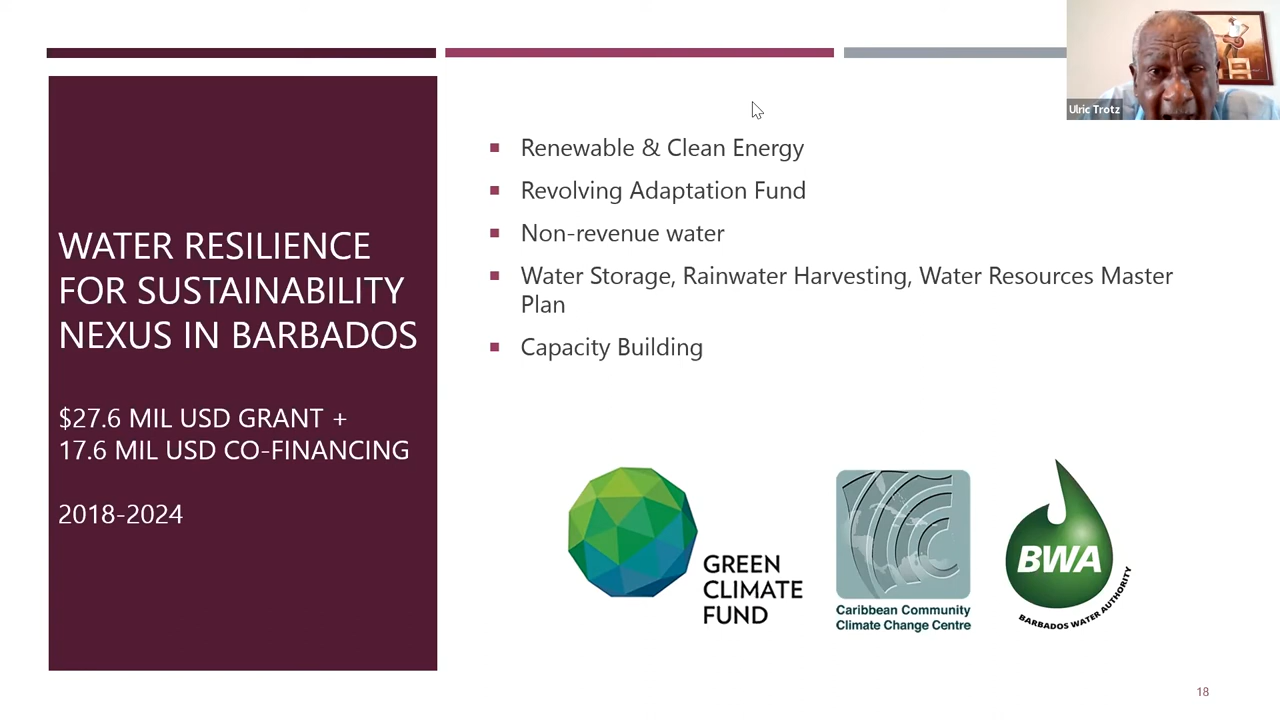 WATER RESILIENCE
FOR SUSTAINABILITY
NEXUS IN BARBADOS
$27.6 MIL USD GRANT +
17.6 MIL USD CO-FINANCING
2018-2024
Renewable & Clean Energy
Revolving Adaptation Fund
Non-revenue water
Water Storage, Rainwater Harvesting, Water Resources Master
Plan
Capacity Building
GREEN
CLIMATE
FUND
Caribbean Community
Climate Change Centre
BWA
BARBADOS WATER AUTHORITY
Ulric Trotz
18